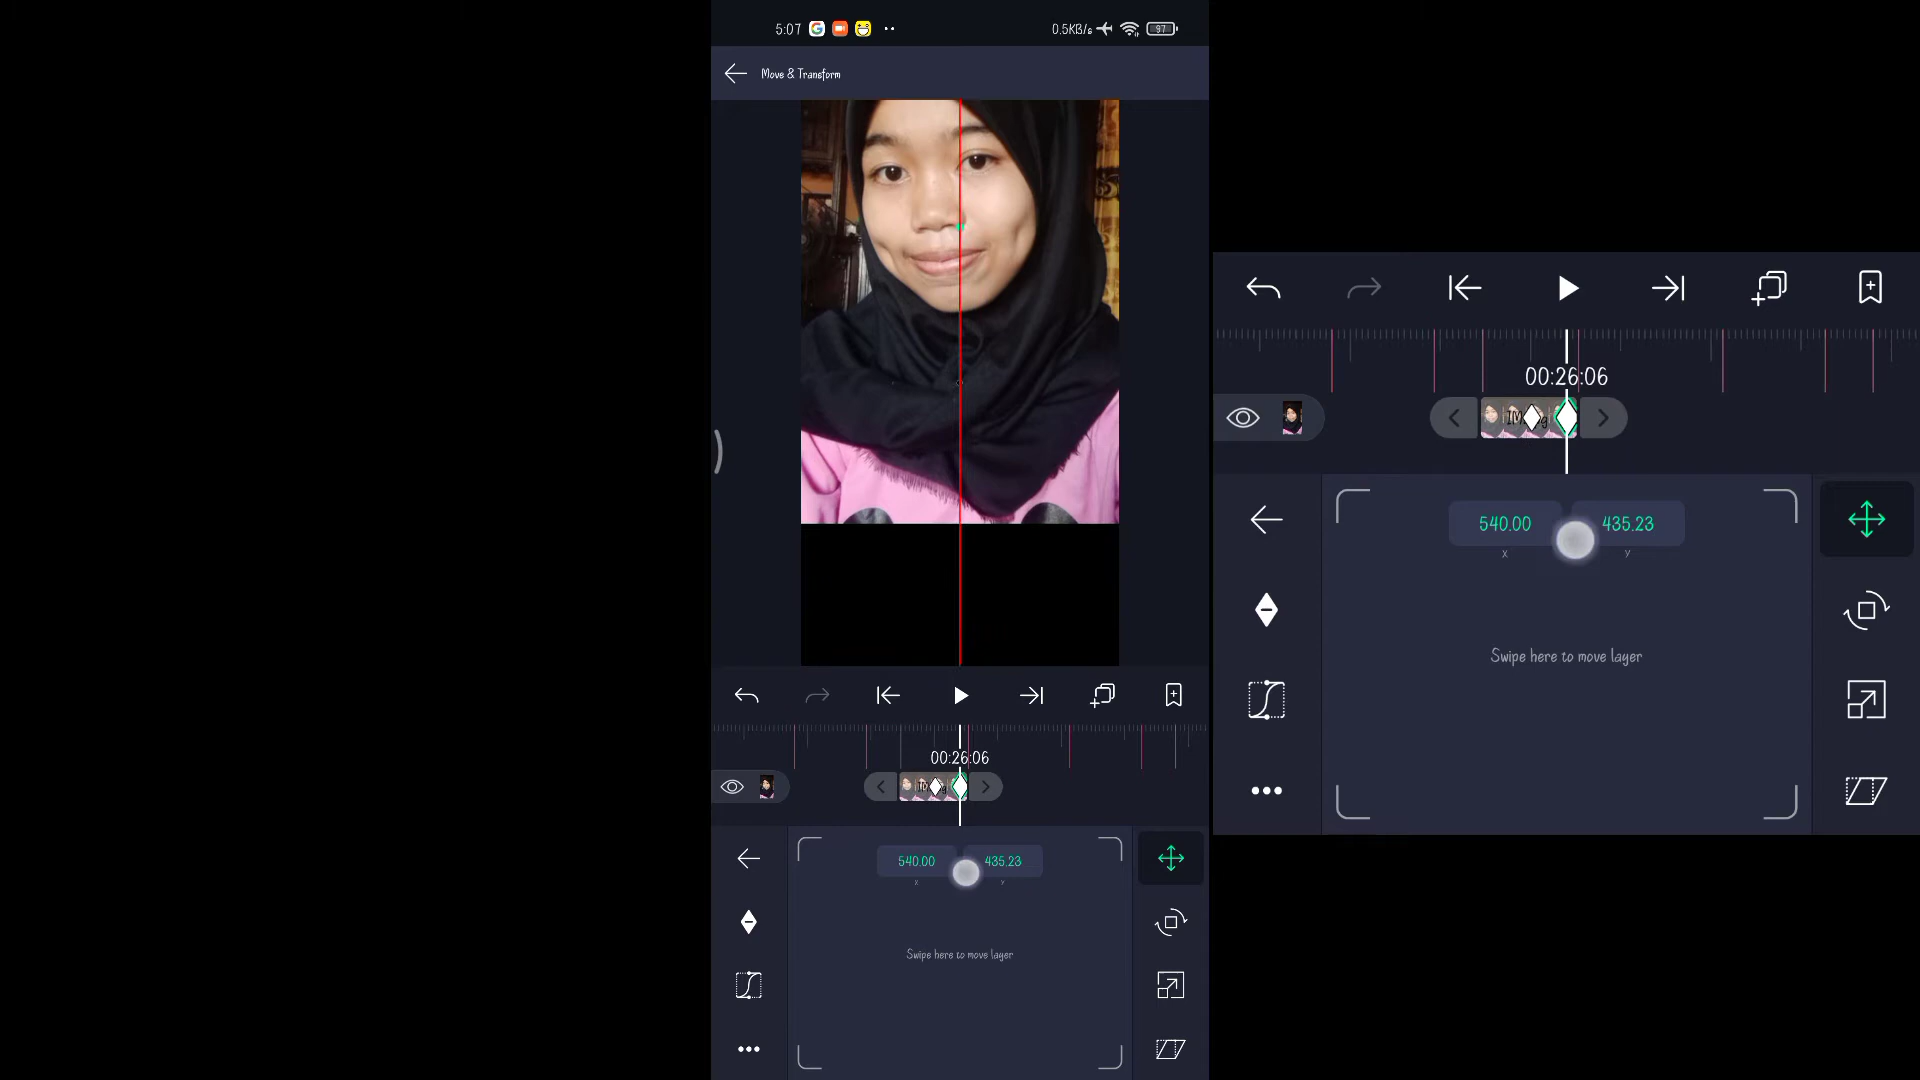 5:07
0.5KB/s
97
Move & Transform
00:26:06
540.00
435.23
x
y
Swipe here to move layer
00:26:06
540.00
435.23
x
y
Swipe here to move layer